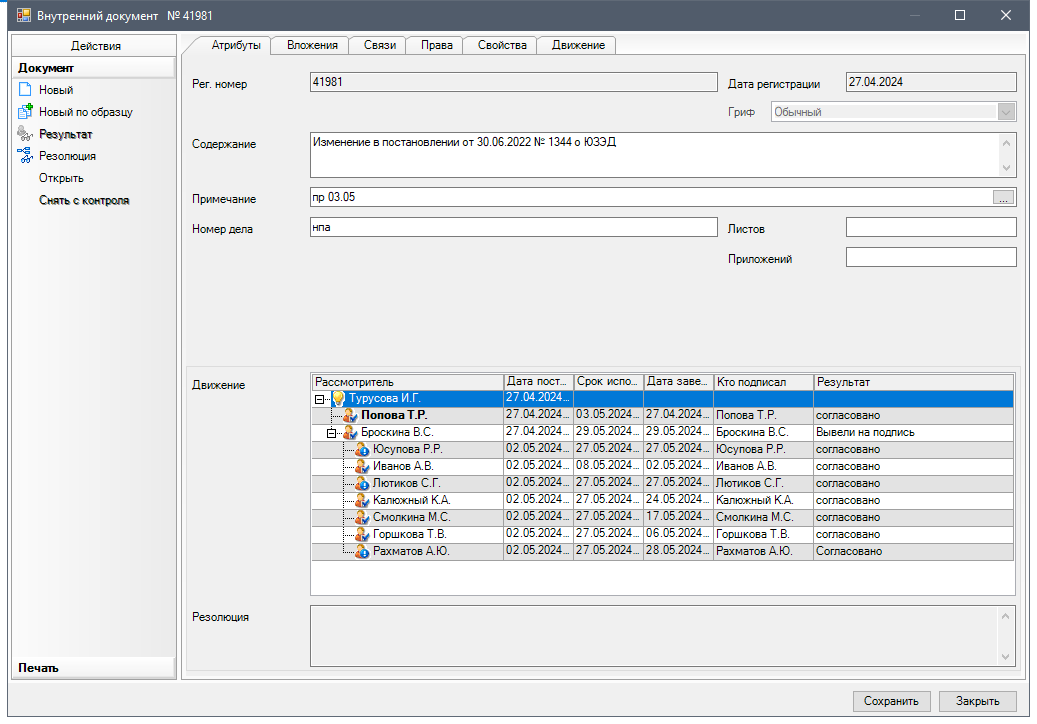 Внутренний документ № 41981
Действия
Документ
Новый
Новый по образцу
Результат
Резолюция
Открыть
Снять с контроля
Печать
Атрибуты Вложения Связи Права Свойства Движение
Рег. номер 41981 Дата регистрации 27.04.2024
Гриф Обычный
Содержание Изменение в постановлении от 30.06.2022 № 1344 о ЮЗЭД
Примечание пр 03.05 ...
Номер дела нпа Листов
Приложений
Движение
Рассмотритель Дата пост... Срок испо... Дата заве... Кто подписал Результат
Турусова И.Г. 27.04.2024...
Попова Т.Р. 27.04.2024... 03.05.2024... 27.04.2024... Попова Т.Р. согласовано
Броскина В.С. 27.04.2024... 29.05.2024... 29.05.2024... Броскина В.С. Вывели на подпись
Юсупова Р.Р. 02.05.2024... 27.05.2024... 27.05.2024... Юсупова Р.Р. согласовано
Иванов А.В. 02.05.2024... 08.05.2024... 02.05.2024... Иванов А.В. согласовано
Лютиков С.Г. 02.05.2024... 27.05.2024... 27.05.2024... Лютиков С.Г. согласовано
Калюжный К.А. 02.05.2024... 27.05.2024... 24.05.2024... Калюжный К.А. согласовано
Смолкина М.С. 02.05.2024... 27.05.2024... 17.05.2024... Смолкина М.С. согласовано
Горшкова Т.В. 02.05.2024... 27.05.2024... 06.05.2024... Горшкова Т.В. согласовано
Рахматов А.Ю. 02.05.2024... 27.05.2024... 28.05.2024... Рахматов А.Ю. Согласовано
Резолюция
Сохранить Закрыть